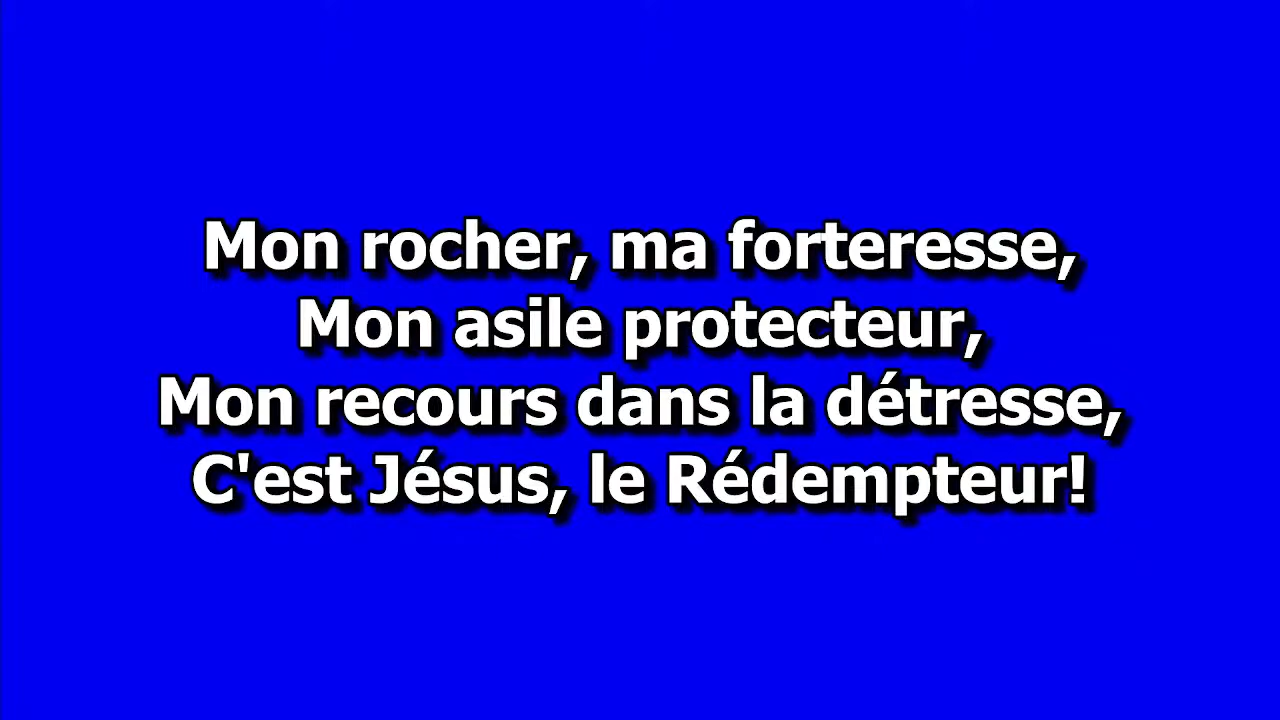 Mon rocher, ma forteresse,
Mon asile protecteur,
Mon recours dans la détresse,
C'est Jésus, le Rédempteur!